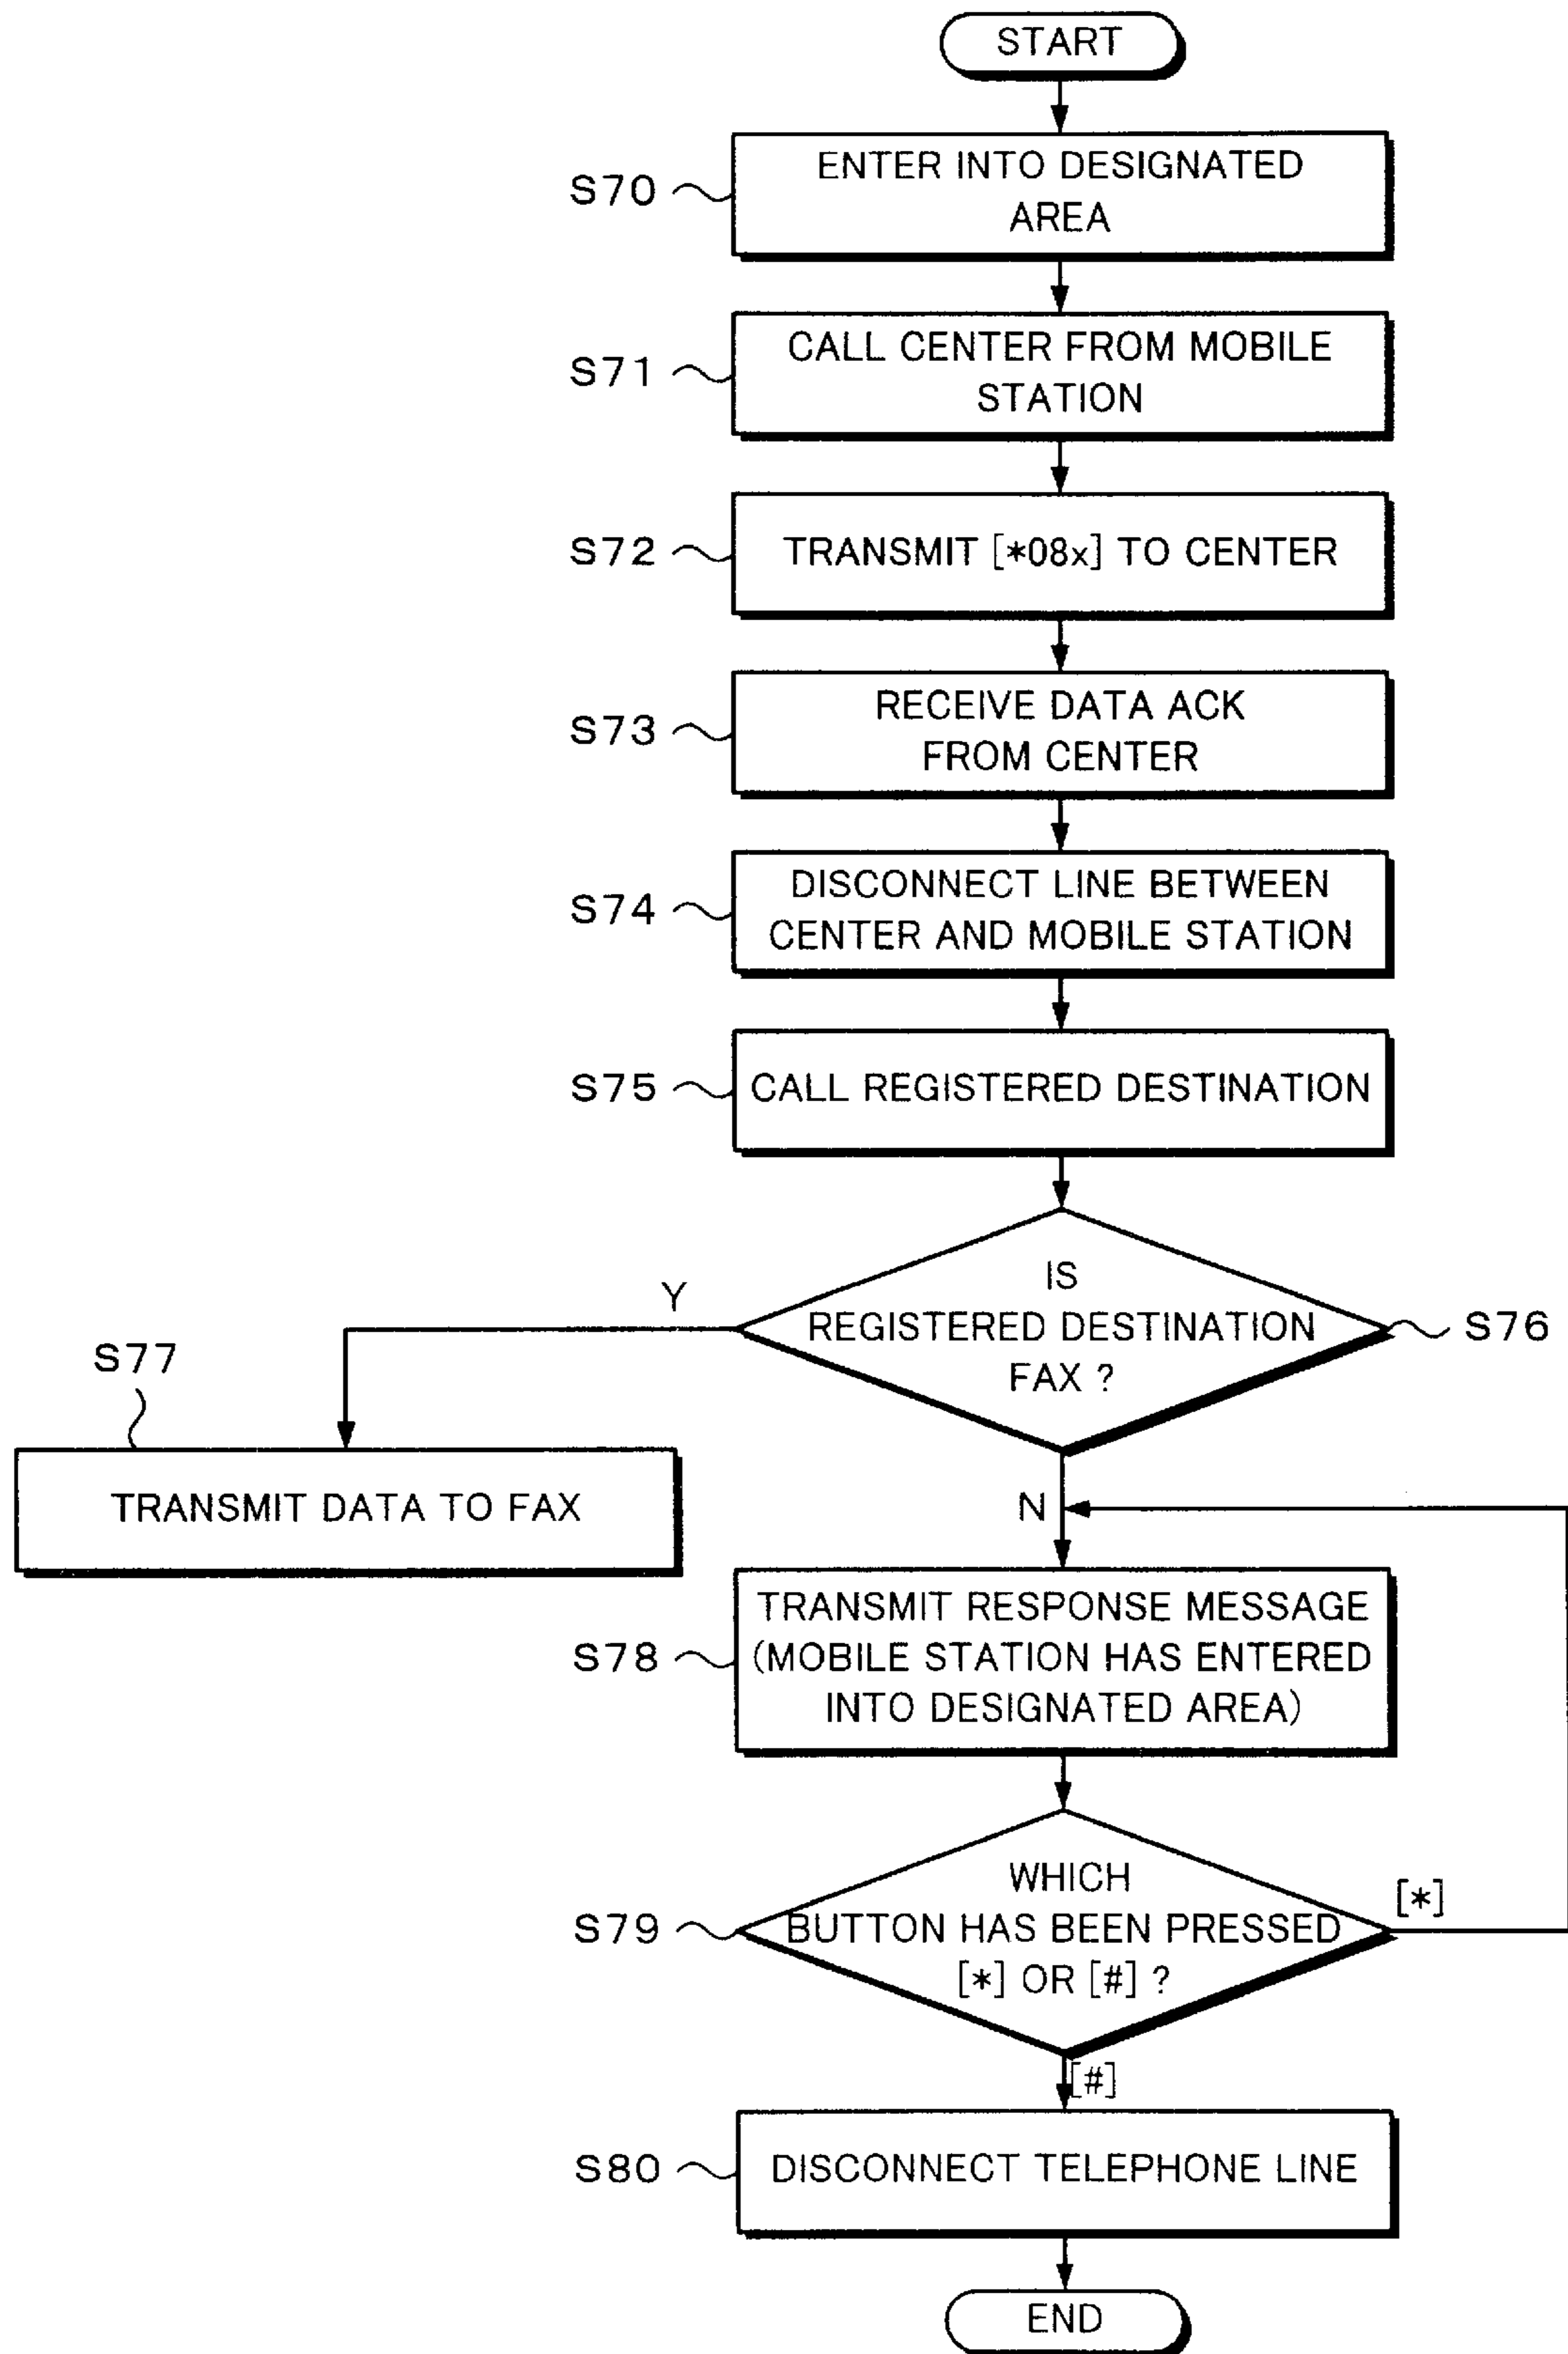 START
S70
ENTER INTO DESIGNATED
AREA
S71
CALL CENTER FROM MOBILE
STATION
S72
TRANSMIT [*08x] TO CENTER
S73
RECEIVE DATA ACK
FROM CENTER
S74
DISCONNECT LINE BETWEEN
CENTER AND MOBILE STATION
S75
CALL REGISTERED DESTINATION
S76
IS
REGISTERED DESTINATION
FAX ?
Y
S77
TRANSMIT DATA TO FAX
N
S78
TRANSMIT RESPONSE MESSAGE
(MOBILE STATION HAS ENTERED
INTO DESIGNATED AREA)
S79
WHICH
BUTTON HAS BEEN PRESSED
[*] OR [#] ?
[*]
[#]
S80
DISCONNECT TELEPHONE LINE
END